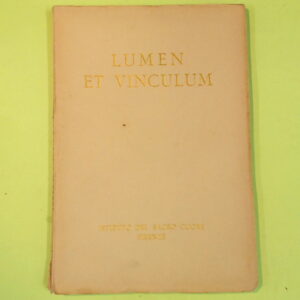 LUMEN
ET VINCULUM
ISTITUTO DEL SACRO CUORE
FIRENZE